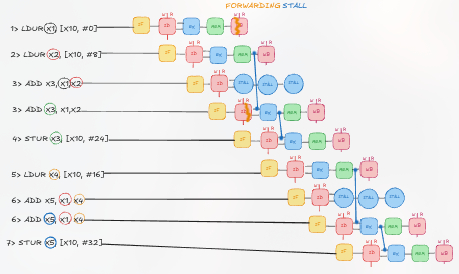 FORWARDING STALL
1> LDUR x1, [x10, #0] IF W|R ID EX MEM W|R WB
2> LDUR x2, [x10, #8] IF W|R ID EX MEM W|R WB
3> ADD x3, x1, x2 IF W|R ID STALL STALL STALL
3> ADD x3, x1, x2 IF W|R ID EX MEM W|R WB
4> STUR x3, [x10, #24] IF W|R ID EX MEM W|R WB
5> LDUR x4, [x10, #16] IF W|R ID EX MEM W|R WB
6> ADD x5, x1, x4 IF W|R ID STALL STALL STALL
6> ADD x5, x1, x4 IF W|R ID EX MEM W|R WB
7> STUR x5, [x10, #32] IF W|R ID EX MEM W|R WB